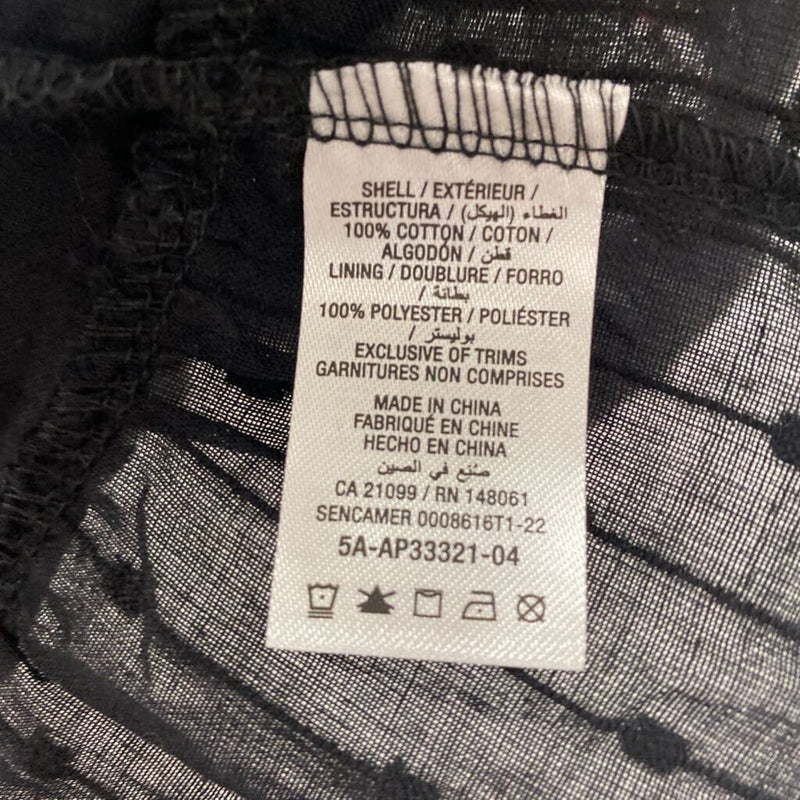 SHELL / EXTÉRIEUR /
ESTRUCTURA / الغطاء (الهيكل)
100% COTTON / COTON /
ALGODÓN / قطن
LINING / DOUBLURE / FORRO
/ بطانة
100% POLYESTER / POLIÉSTER
/ بوليستر
EXCLUSIVE OF TRIMS
GARNITURES NON COMPRISES
MADE IN CHINA
FABRIQUÉ EN CHINE
HECHO EN CHINA
صنع في الصين
CA 21099 / RN 148061
SENCAMER 0008616T1-22
5A-AP33321-04